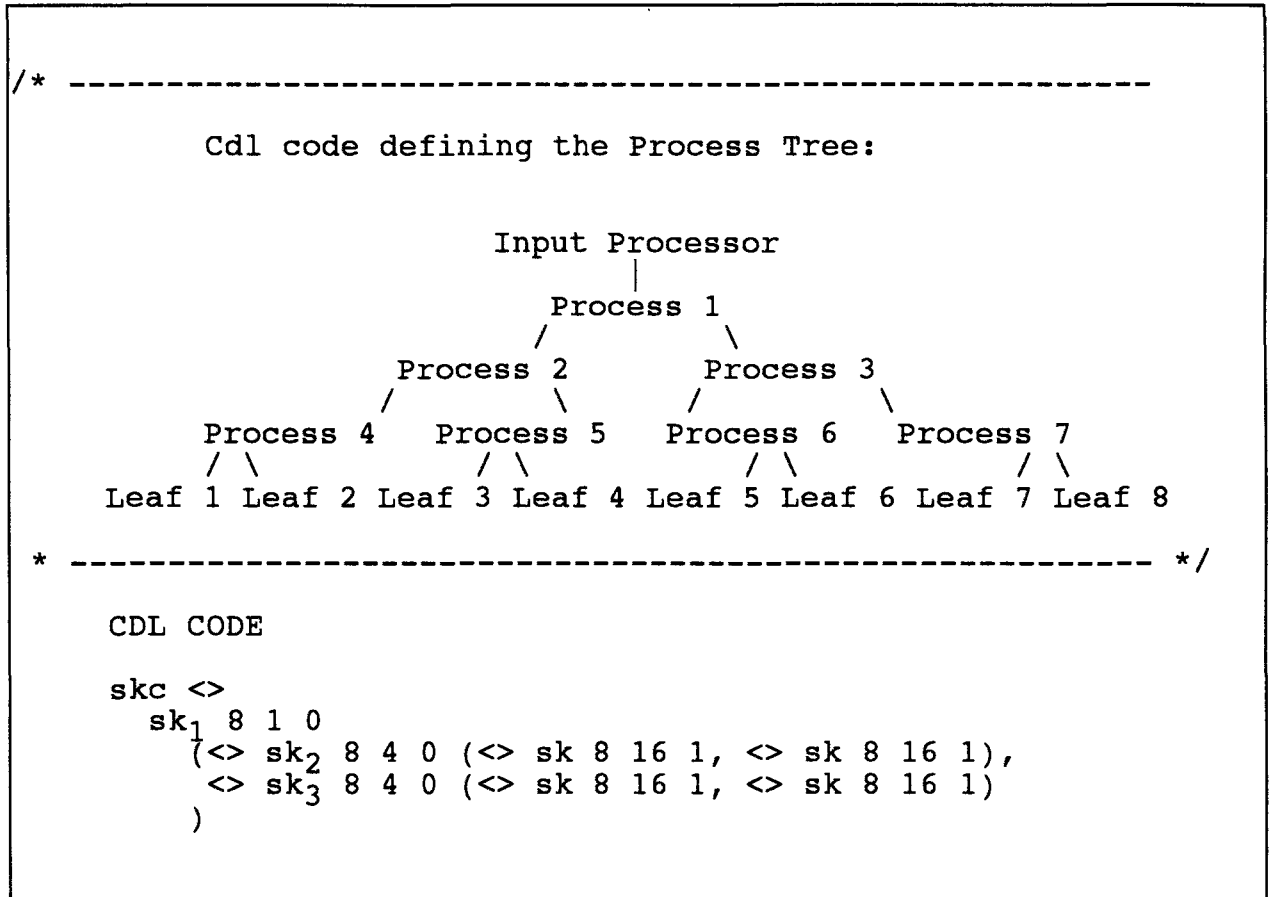 /* ----------------------------------------------------------------
Cdl code defining the Process Tree:
Input Processor
|
Process 1
/ \
Process 2 Process 3
/ \ / \
Process 4 Process 5 Process 6 Process 7
/ \ / \ / \ / \
Leaf 1 Leaf 2 Leaf 3 Leaf 4 Leaf 5 Leaf 6 Leaf 7 Leaf 8
* ---------------------------------------------------------------- */
CDL CODE
skc <>
sk1 8 1 0
(<> sk2 8 4 0 (<> sk 8 16 1, <> sk 8 16 1),
<> sk3 8 4 0 (<> sk 8 16 1, <> sk 8 16 1)
)